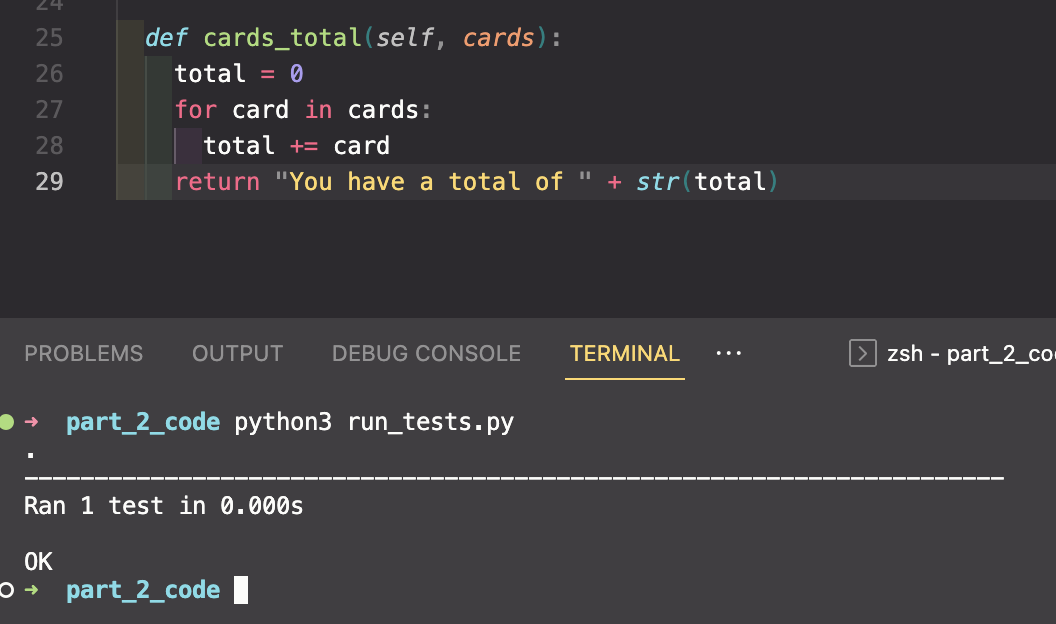 24
25 def cards_total(self, cards):
26 total = 0
27 for card in cards:
28 total += card
29 return "You have a total of " + str(total)
PROBLEMS OUTPUT DEBUG CONSOLE TERMINAL ··· zsh - part_2_co
➜ part_2_code python3 run_tests.py
.
----------------------------------------------------------------------
Ran 1 test in 0.000s
OK
➜ part_2_code